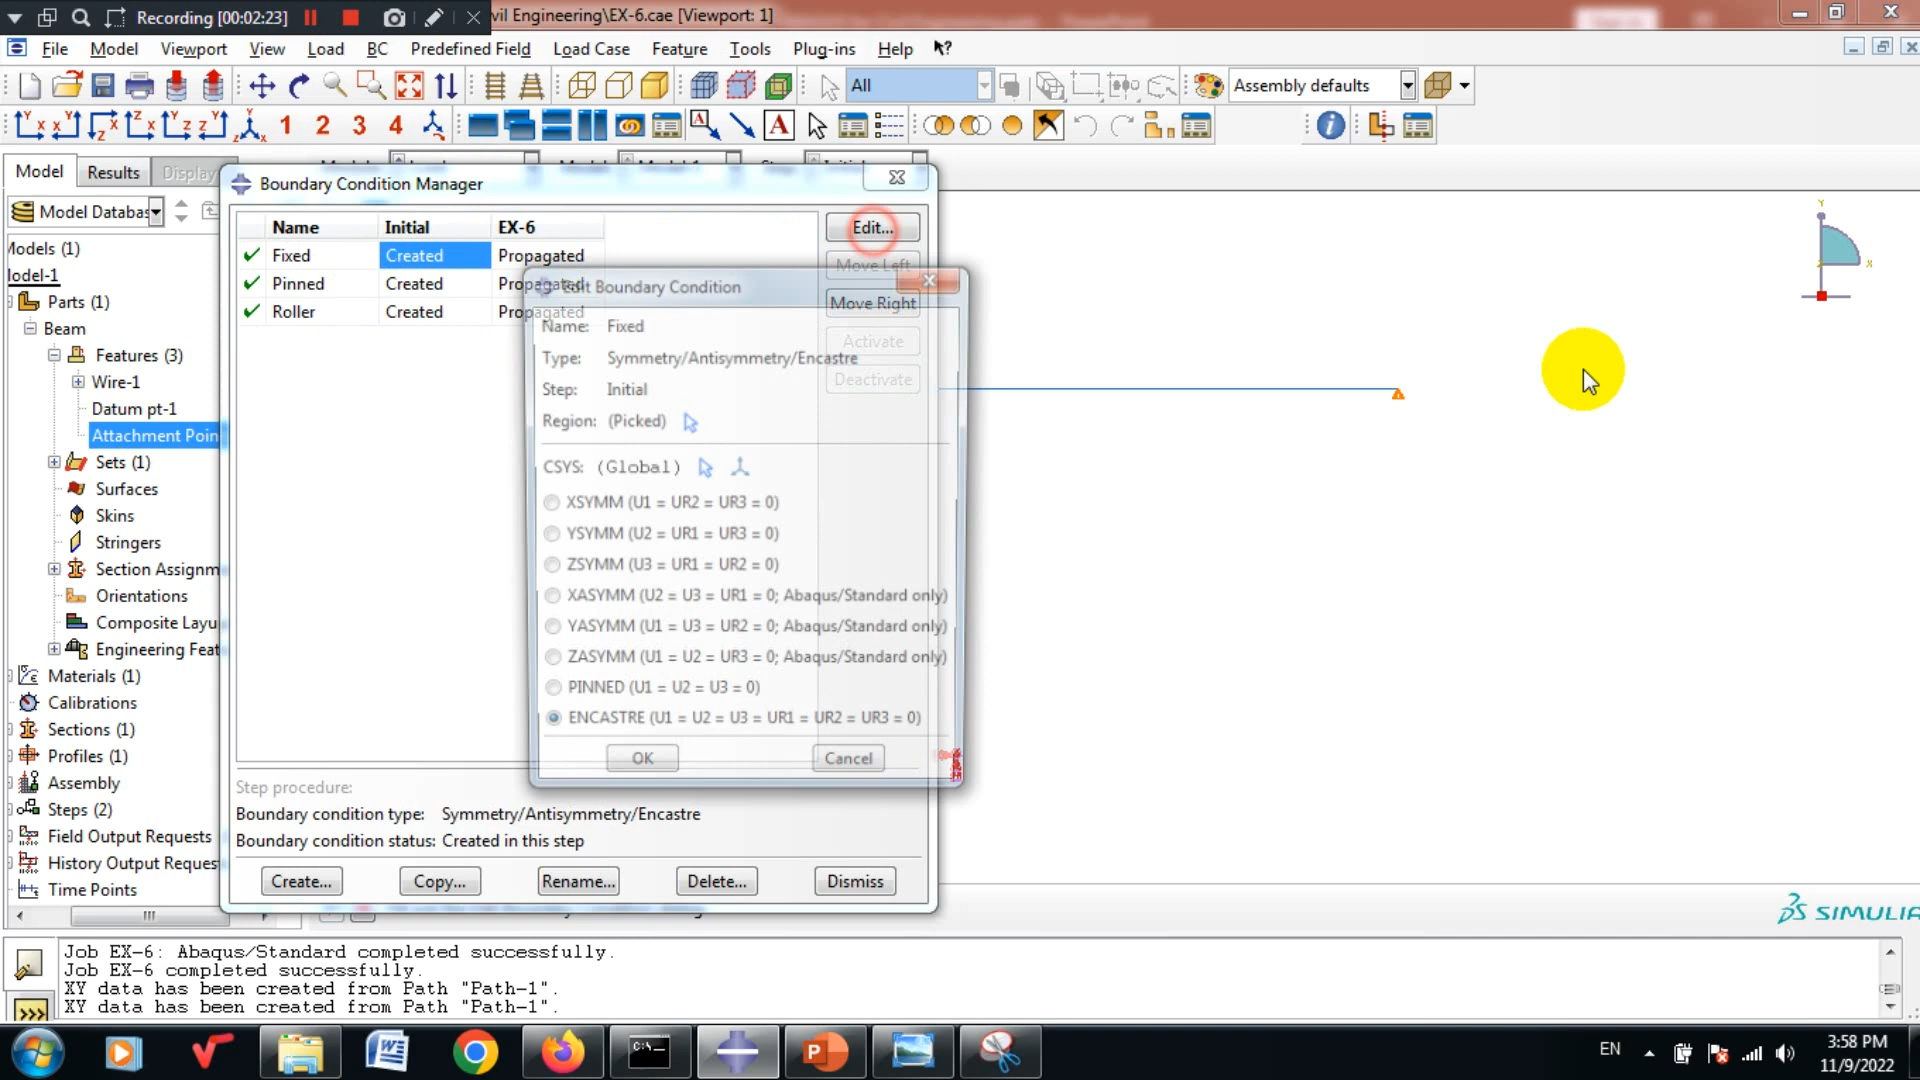 Recording [00:02:23]
vil Engineering\EX-6.cae [Viewport: 1]
File Model Viewport View Load BC Predefined Field Load Case Feature Tools Plug-ins Help
All
Assembly defaults
1 2 3 4
Model Results Display
Model Databas
Models (1)
Model-1
Parts (1)
Beam
Features (3)
Wire-1
Datum pt-1
Attachment Poin
Sets (1)
Surfaces
Skins
Stringers
Section Assignm
Orientations
Composite Layu
Engineering Feat
Materials (1)
Calibrations
Sections (1)
Profiles (1)
Assembly
Steps (2)
Field Output Requests
History Output Reques
Time Points
Boundary Condition Manager
Name Initial EX-6
Fixed Created Propagated
Pinned Created Propagated
Roller Created Propagated
Edit...
Move Left
Move Right
Activate
Deactivate
Edit Boundary Condition
Name: Fixed
Type: Symmetry/Antisymmetry/Encastre
Step: Initial
Region: (Picked)
CSYS: (Global)
XSYMM (U1 = UR2 = UR3 = 0)
YSYMM (U2 = UR1 = UR3 = 0)
ZSYMM (U3 = UR1 = UR2 = 0)
XASYMM (U2 = U3 = UR1 = 0; Abaqus/Standard only)
YASYMM (U1 = U3 = UR2 = 0; Abaqus/Standard only)
ZASYMM (U1 = U2 = UR3 = 0; Abaqus/Standard only)
PINNED (U1 = U2 = U3 = 0)
ENCASTRE (U1 = U2 = U3 = UR1 = UR2 = UR3 = 0)
OK Cancel
Step procedure:
Boundary condition type: Symmetry/Antisymmetry/Encastre
Boundary condition status: Created in this step
Create... Copy... Rename... Delete... Dismiss
Y
X
SIMULIA
Job EX-6: Abaqus/Standard completed successfully.
Job EX-6 completed successfully.
XY data has been created from Path "Path-1".
XY data has been created from Path "Path-1".
EN
3:58 PM
11/9/2022